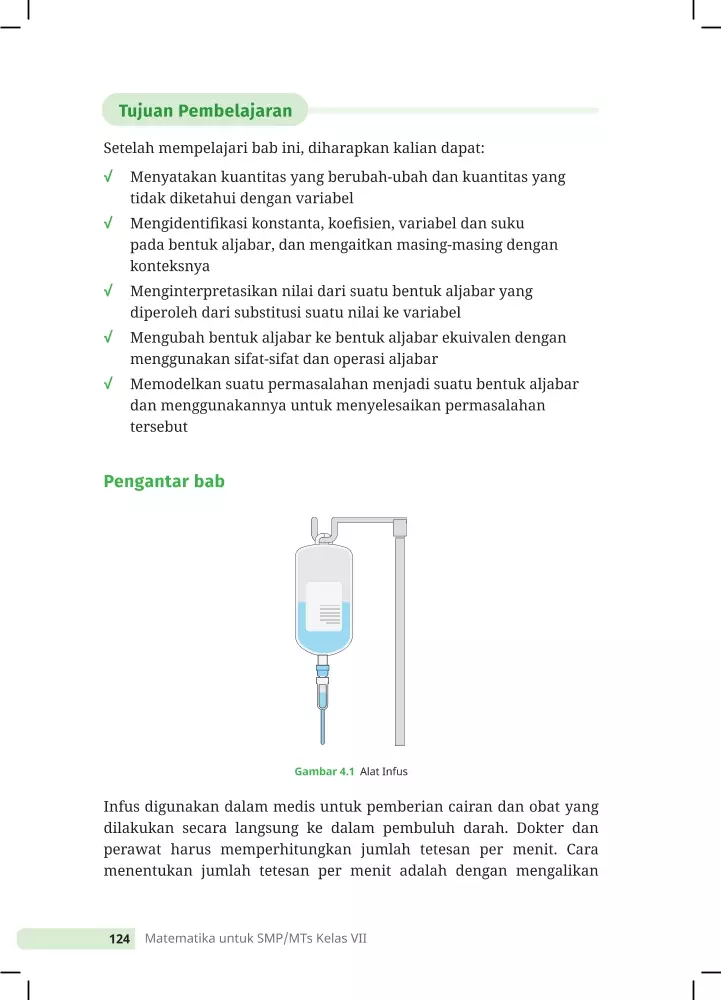 Tujuan Pembelajaran
Setelah mempelajari bab ini, diharapkan kalian dapat:
√ Menyatakan kuantitas yang berubah-ubah dan kuantitas yang
tidak diketahui dengan variabel
√ Mengidentifikasi konstanta, koefisien, variabel dan suku
pada bentuk aljabar, dan mengaitkan masing-masing dengan
konteksnya
√ Menginterpretasikan nilai dari suatu bentuk aljabar yang
diperoleh dari substitusi suatu nilai ke variabel
√ Mengubah bentuk aljabar ke bentuk aljabar ekuivalen dengan
menggunakan sifat-sifat dan operasi aljabar
√ Memodelkan suatu permasalahan menjadi suatu bentuk aljabar
dan menggunakannya untuk menyelesaikan permasalahan
tersebut
Pengantar bab
Gambar 4.1 Alat Infus
Infus digunakan dalam medis untuk pemberian cairan dan obat yang
dilakukan secara langsung ke dalam pembuluh darah. Dokter dan
perawat harus memperhitungkan jumlah tetesan per menit. Cara
menentukan jumlah tetesan per menit adalah dengan mengalikan
124 Matematika untuk SMP/MTs Kelas VII